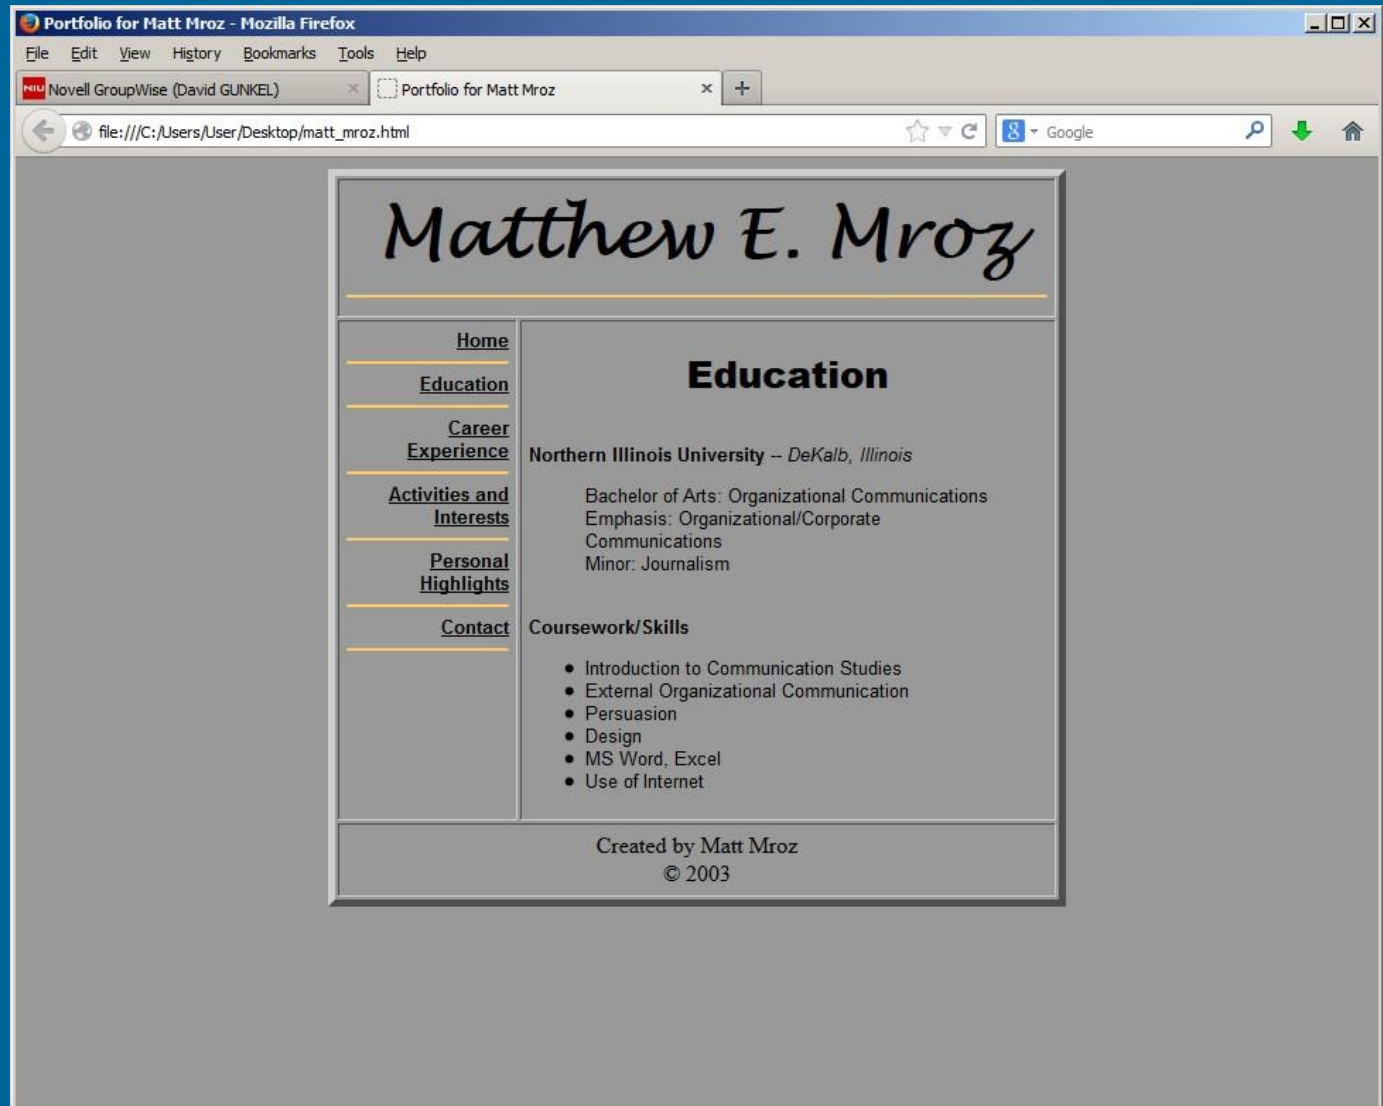 Portfolio for Matt Mroz - Mozilla Firefox
File Edit View History Bookmarks Tools Help
NIU Novell GroupWise (David GUNKEL) Portfolio for Matt Mroz
file:///C:/Users/User/Desktop/matt_mroz.html 8 Google
Matthew E. Mroz
Home
Education
Career
Experience
Activities and
Interests
Personal
Highlights
Contact
Education
Northern Illinois University -- DeKalb, Illinois
Bachelor of Arts: Organizational Communications
Emphasis: Organizational/Corporate
Communications
Minor: Journalism
Coursework/Skills
• Introduction to Communication Studies
• External Organizational Communication
• Persuasion
• Design
• MS Word, Excel
• Use of Internet
Created by Matt Mroz
© 2003